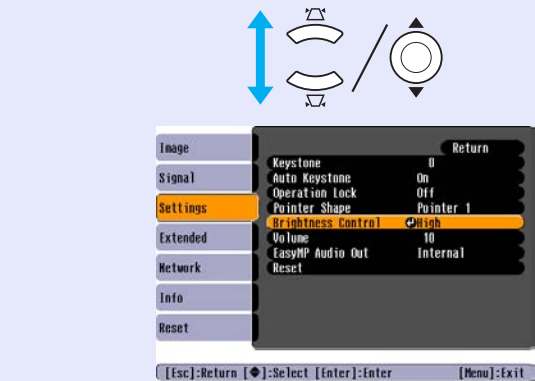 Image
Signal
Settings
Extended
Network
Info
Reset
Return
Keystone 0
Auto Keystone On
Operation Lock Off
Pointer Shape Pointer 1
Brightness Control High
Volume 10
EasyMP Audio Out Internal
Reset
[Esc]:Return [◆]:Select [Enter]:Enter [Menu]:Exit